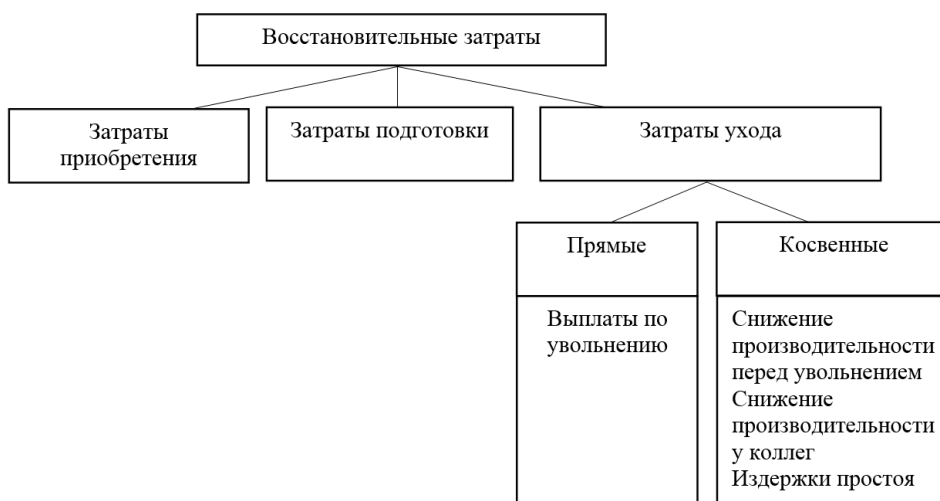 Восстановительные затраты
Затраты
приобретения
Затраты подготовки
Затраты ухода
Прямые
Косвенные
Выплаты по
увольнению
Снижение
производительности
перед увольнением
Снижение
производительности
у коллег
Издержки простоя